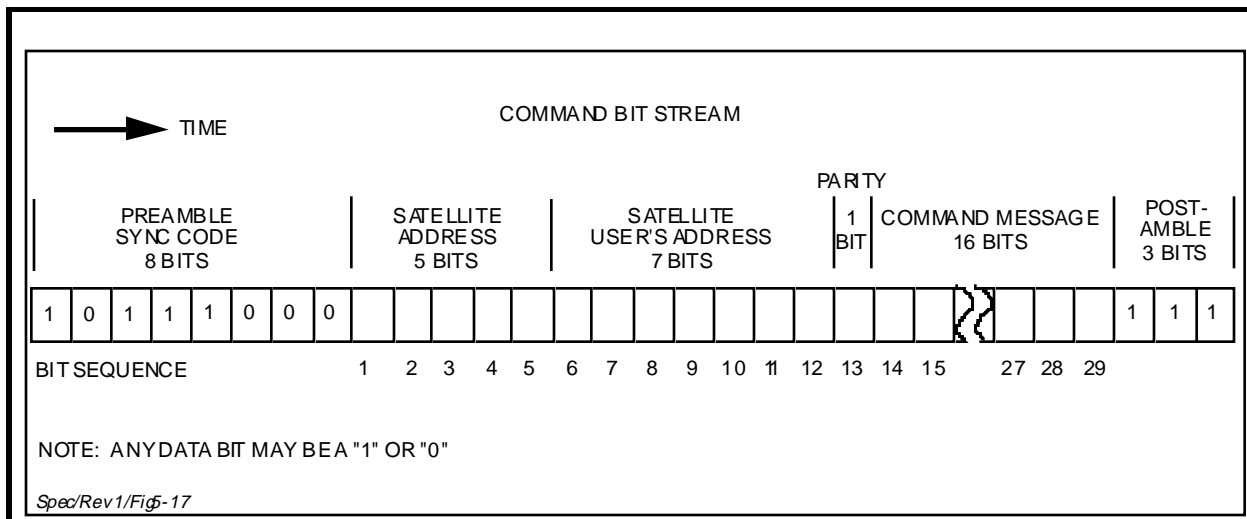 COMMAND BIT STREAM
TIME
PARITY
PREAMBLE
SYNC CODE
8 BITS
SATELLITE
ADDRESS
5 BITS
SATELLITE
USER'S ADDRESS
7 BITS
1
BIT
COMMAND MESSAGE
16 BITS
POST-
AMBLE
3 BITS
1 0 1 1 1 0 0 0 1 1 1
BIT SEQUENCE 1 2 3 4 5 6 7 8 9 10 11 12 13 14 15 27 28 29
NOTE: ANY DATA BIT MAY BE A "1" OR "0"
Spec/Rev1/Fig5-17